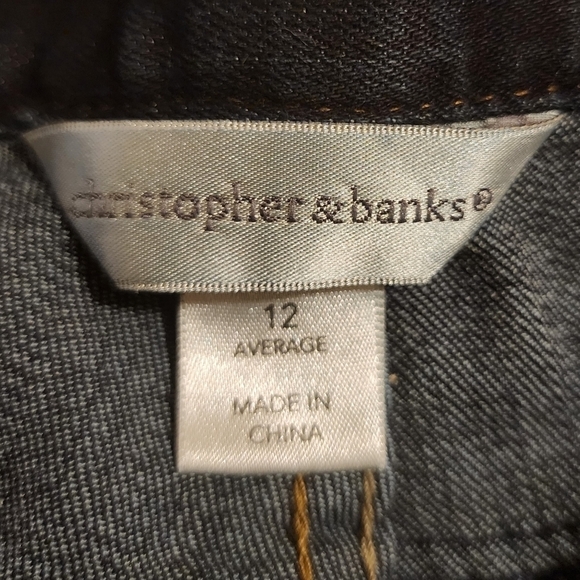 christopher & banks®
12
AVERAGE
MADE IN
CHINA